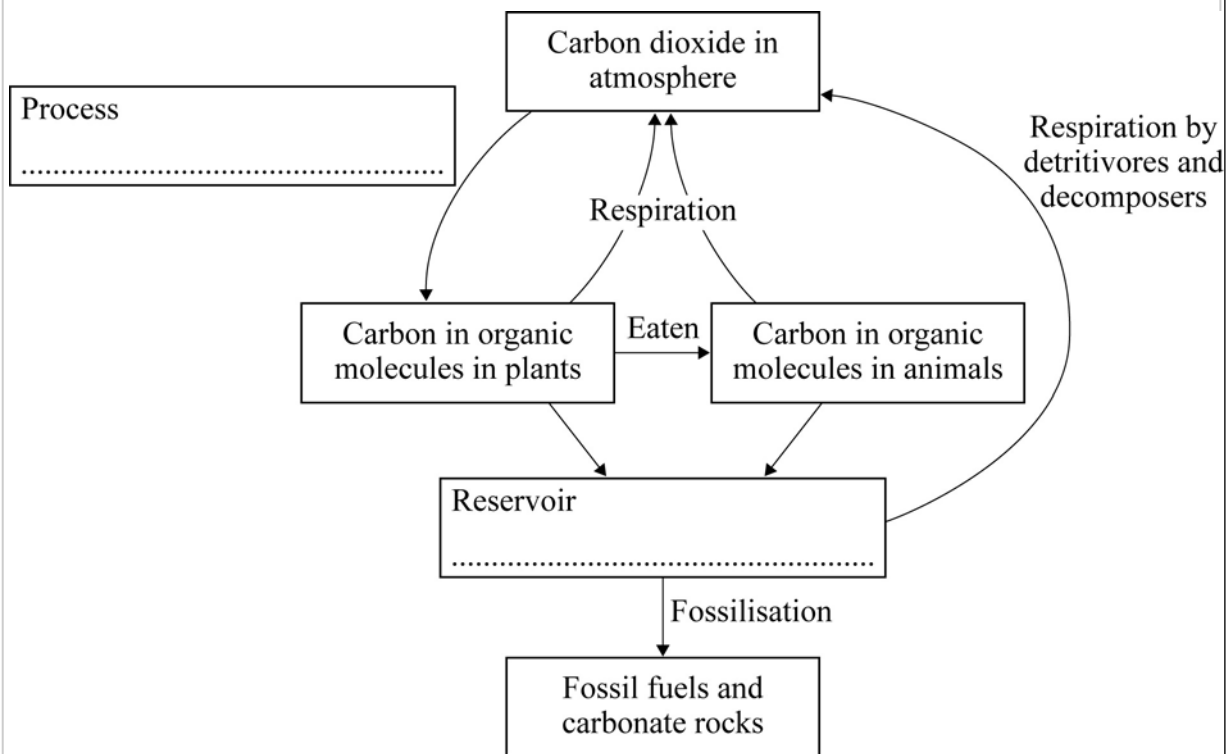 Carbon dioxide in
atmosphere
Process
................................................
Respiration by
detritivores and
decomposers
Respiration
Carbon in organic
molecules in plants
Eaten
Carbon in organic
molecules in animals
Reservoir
................................................
Fossilisation
Fossil fuels and
carbonate rocks